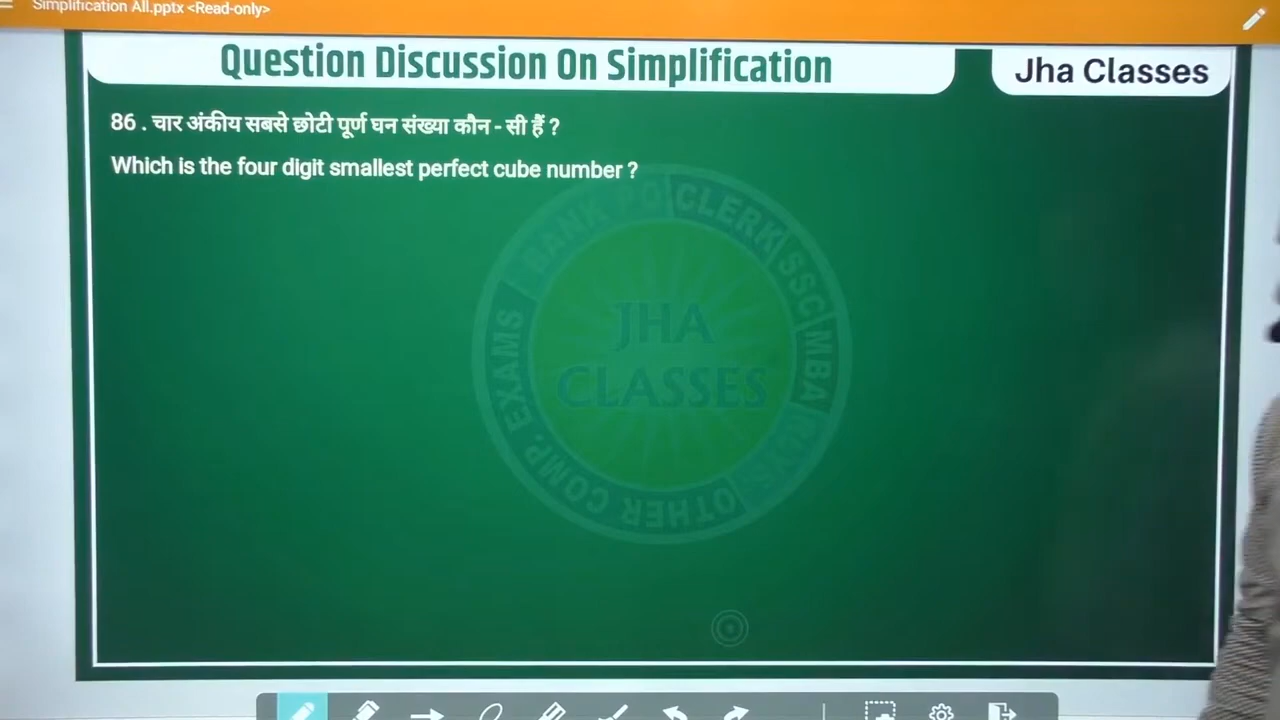 Simplification All.pptx <Read-only>
Question Discussion On Simplification
Jha Classes
86 . चार अंकीय सबसे छोटी पूर्ण घन संख्या कौन - सी हैं ?
Which is the four digit smallest perfect cube number ?
BANK PO CLERK SSC MBA
JHA
CLASSES
OTHER COMP. EXAMS